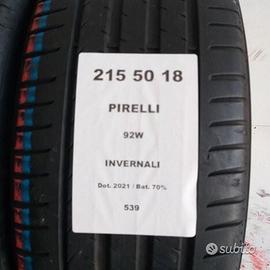 215 50 18
PIRELLI
92W
INVERNALI
Dot. 2021 / Bat. 70%
539
subito